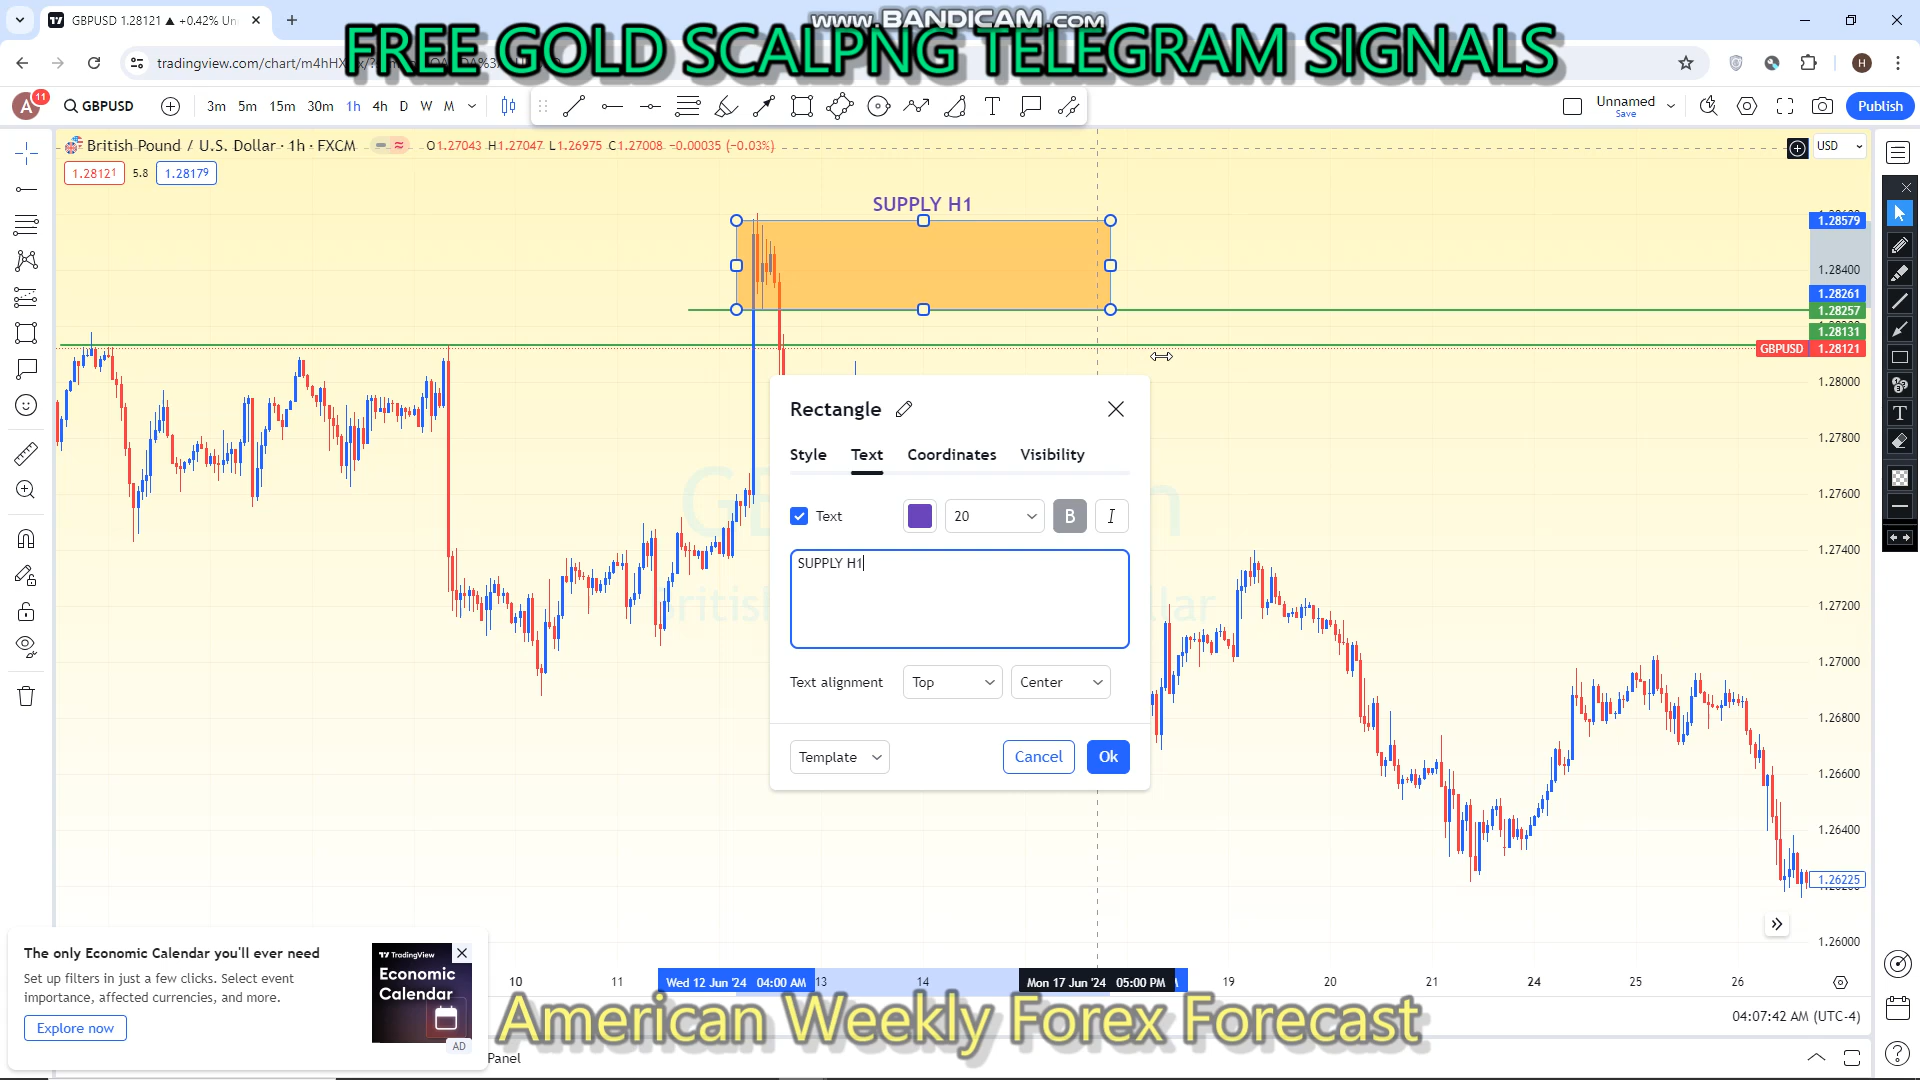 GBPUSD 1.28121 ▲ +0.42% Un
www.BANDICAM.com
FREE GOLD SCALPNG TELEGRAM SIGNALS
tradingview.com/chart/m4hHX
H
A
11
GBPUSD
3m 5m 15m 30m 1h 4h D W M
Unnamed
Save
Publish
British Pound / U.S. Dollar · 1h · FXCM
O1.27043 H1.27047 L1.26975 C1.27008 −0.00035 (−0.03%)
USD
1.28121 5.8 1.28179
SUPPLY H1
1.28579
1.28400
1.28261
1.28257
1.28131
GBPUSD 1.28121
1.28000
1.27800
1.27600
1.27400
1.27200
1.27000
1.26800
1.26600
1.26400
1.26225
1.26000
Rectangle
Style Text Coordinates Visibility
Text 20 B I
SUPPLY H1
Text alignment Top Center
Template Cancel Ok
The only Economic Calendar you'll ever need
Set up filters in just a few clicks. Select event
importance, affected currencies, and more.
Explore now
TradingView
Economic
Calendar
AD
10 11 Wed 12 Jun '24 04:00 AM 13 14 Mon 17 Jun '24 05:00 PM 19 20 21 24 25 26
American Weekly Forex Forecast
04:07:42 AM (UTC-4)
Panel